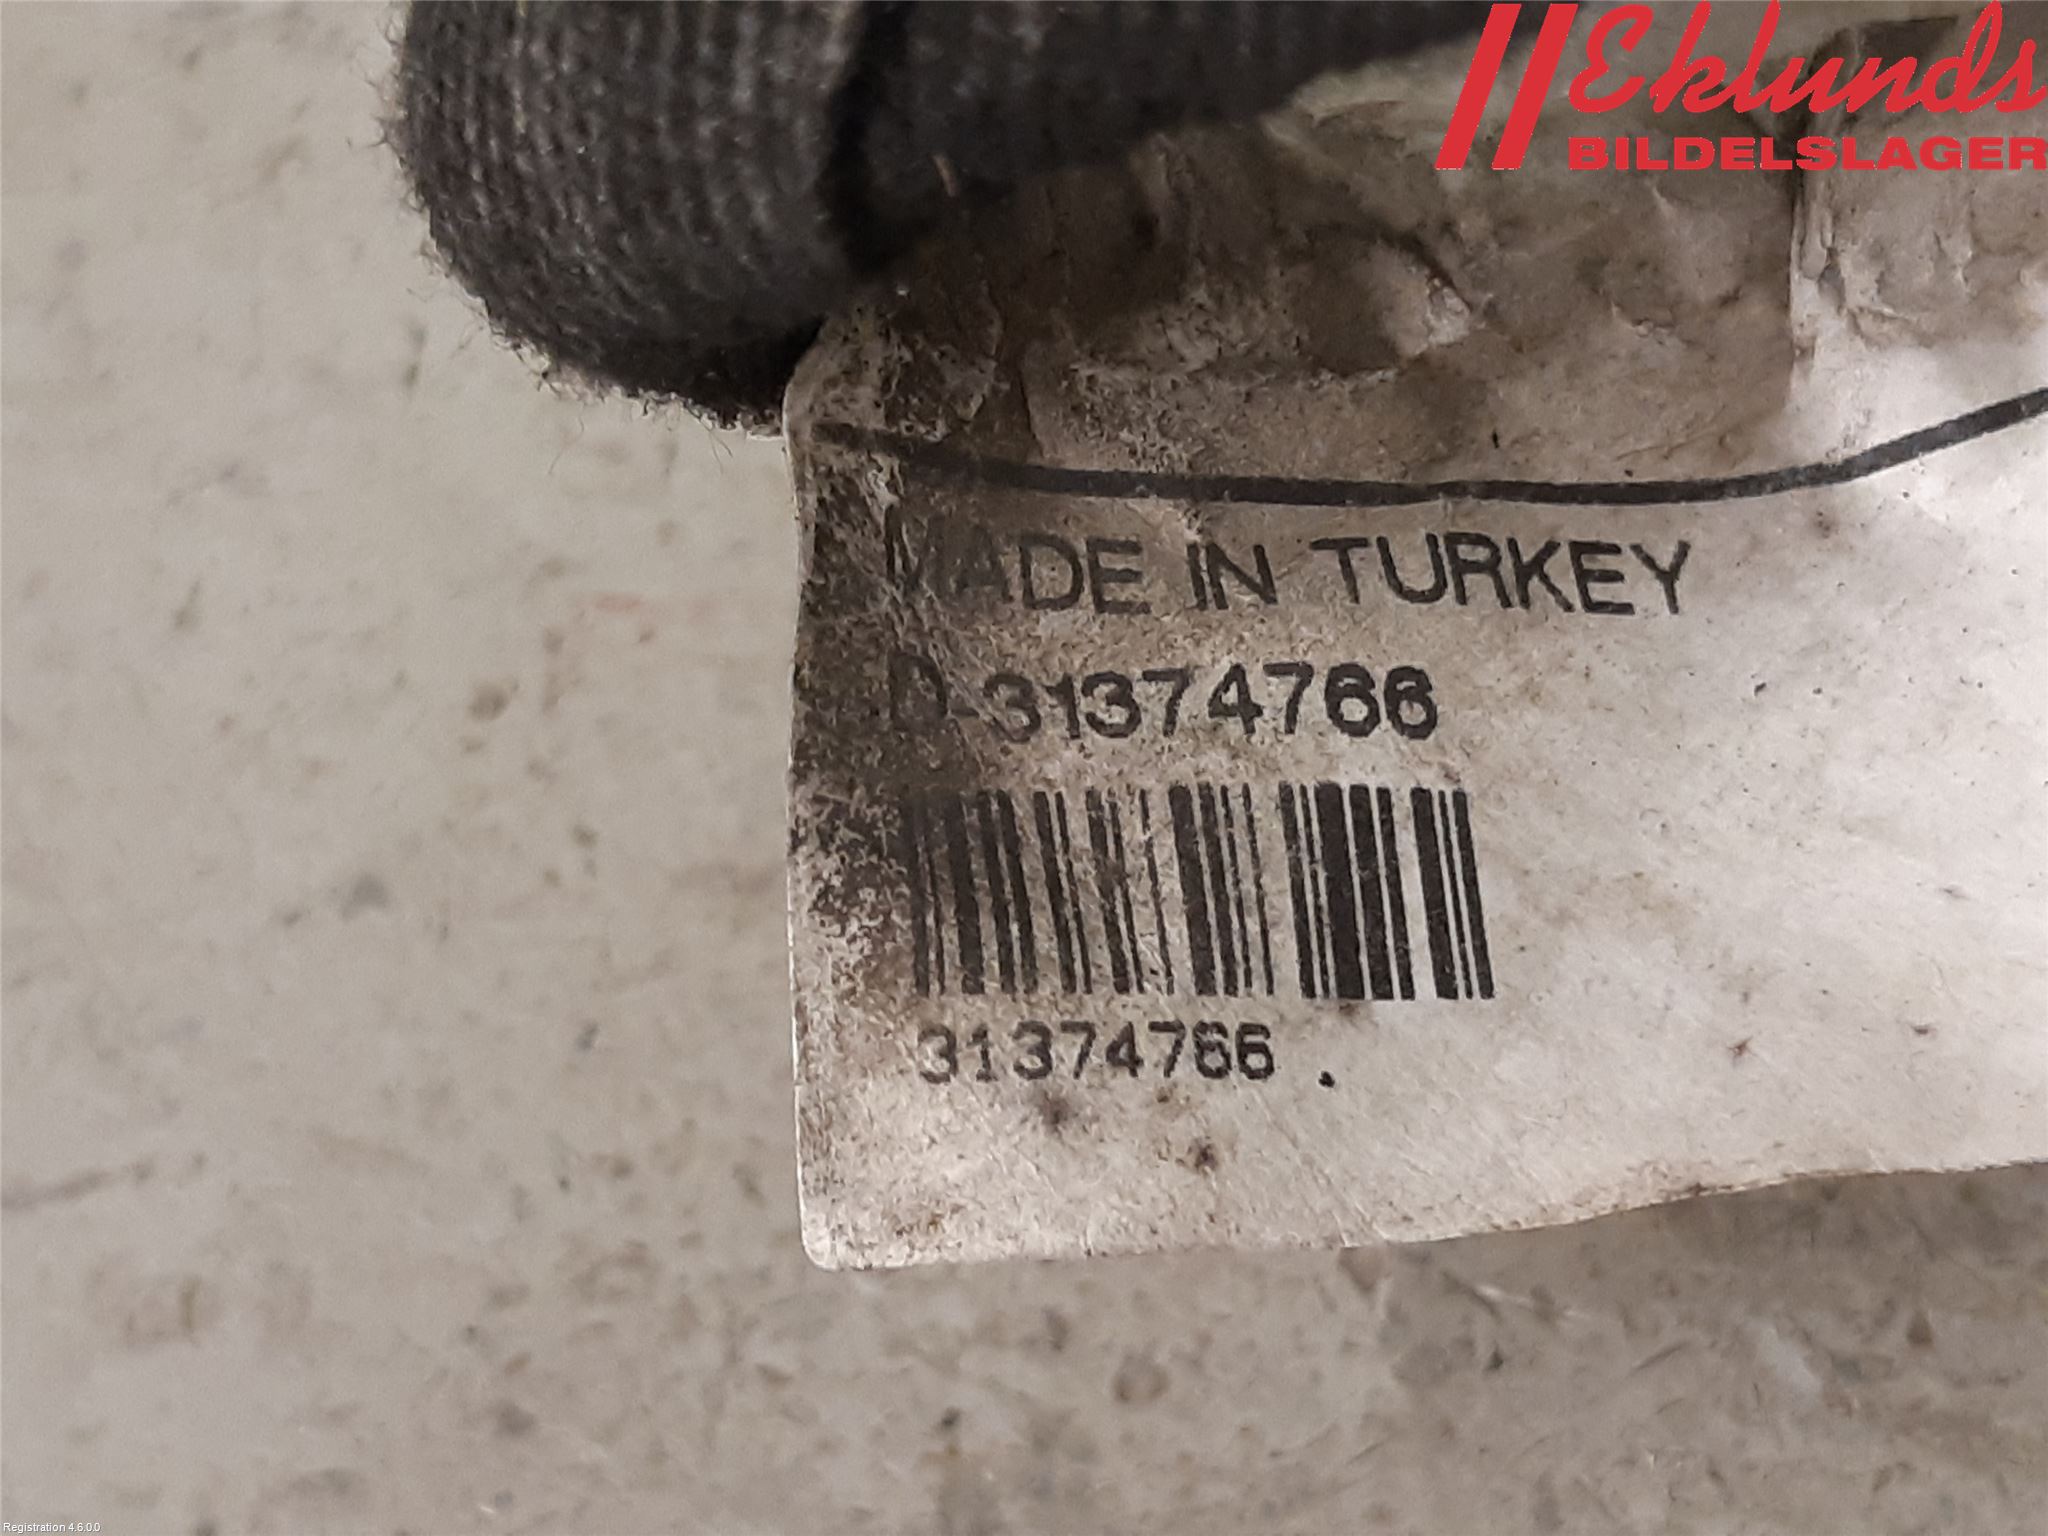 Eklunds
BILDELSLAGER
MADE IN TURKEY
D-31374766
31374766 .
Registration 4.6.0.0